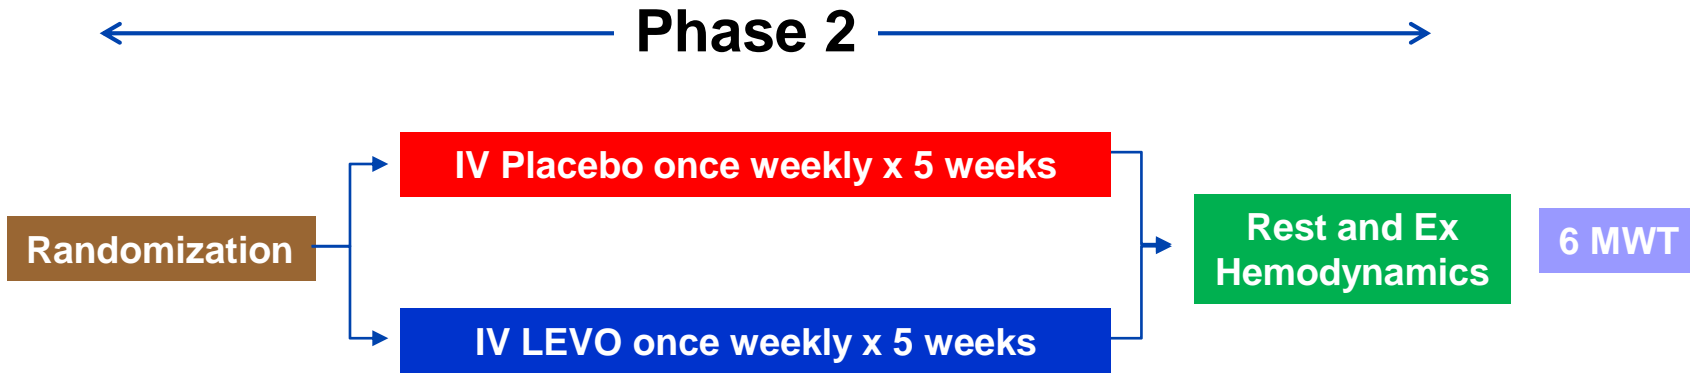 Phase 2
IV Placebo once weekly x 5 weeks
Randomization
IV LEVO once weekly x 5 weeks
Rest and Ex
Hemodynamics
6 MWT